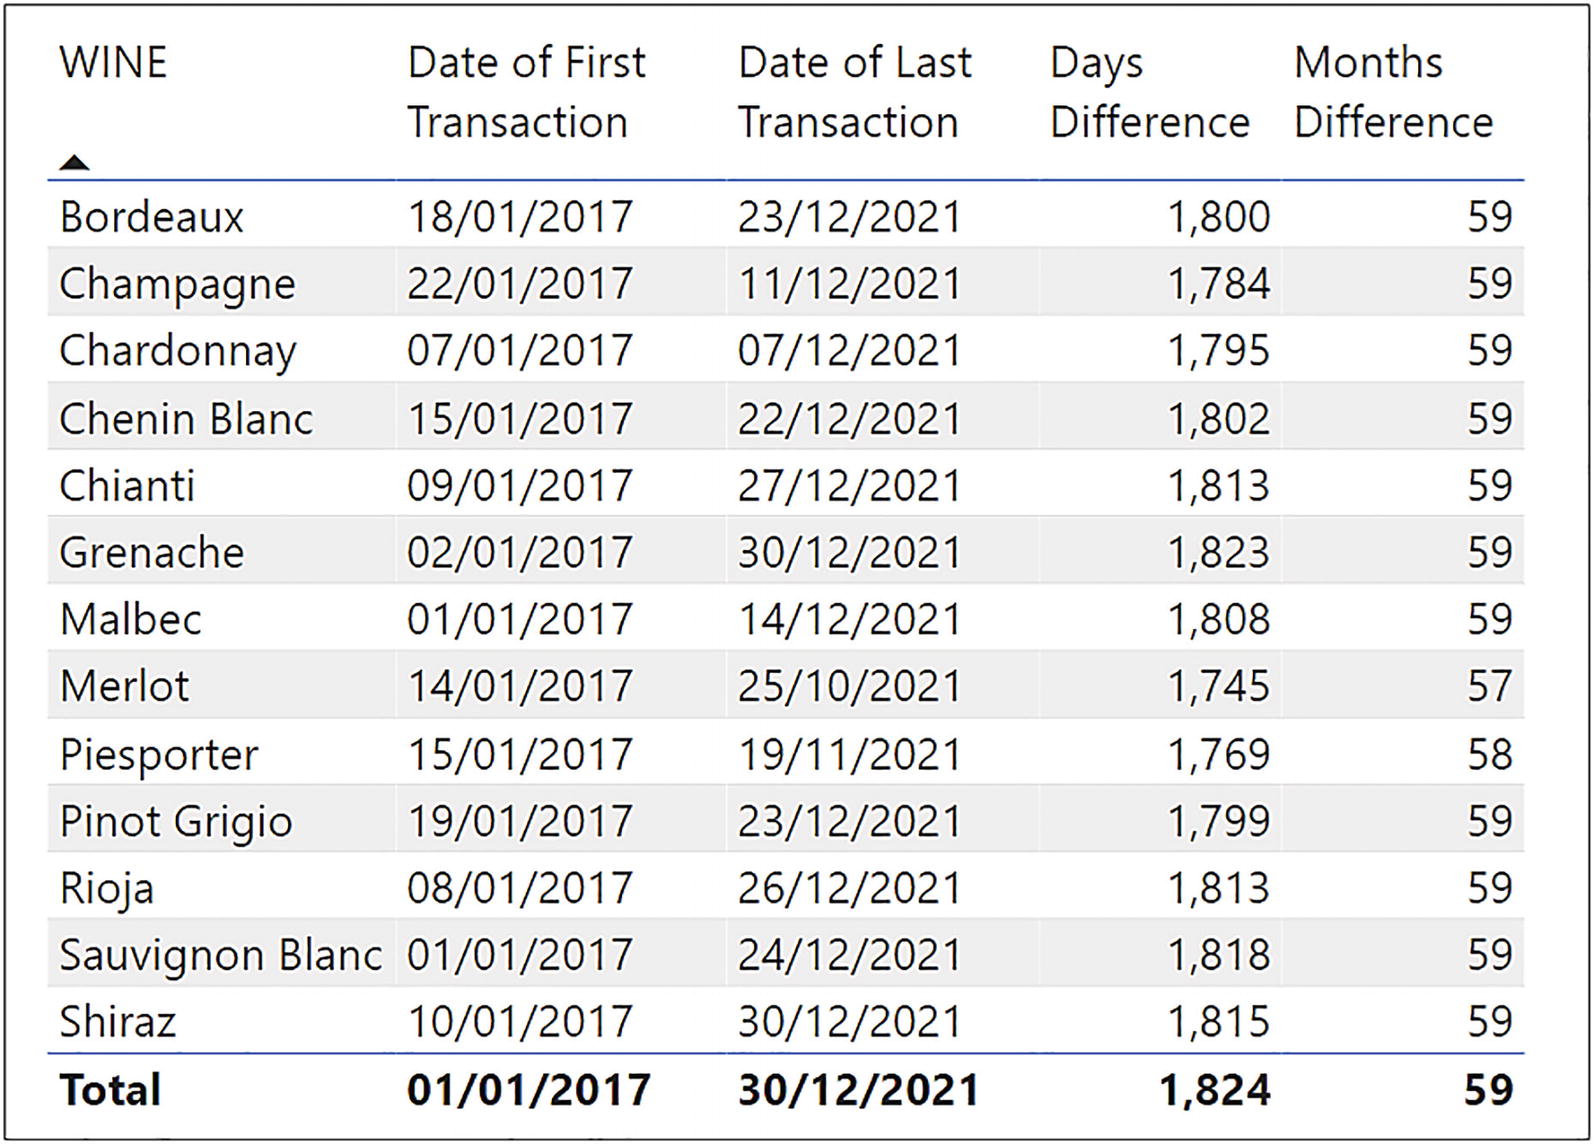 WINE Date of First Transaction Date of Last Transaction Days Difference Months Difference
Bordeaux 18/01/2017 23/12/2021 1,800 59
Champagne 22/01/2017 11/12/2021 1,784 59
Chardonnay 07/01/2017 07/12/2021 1,795 59
Chenin Blanc 15/01/2017 22/12/2021 1,802 59
Chianti 09/01/2017 27/12/2021 1,813 59
Grenache 02/01/2017 30/12/2021 1,823 59
Malbec 01/01/2017 14/12/2021 1,808 59
Merlot 14/01/2017 25/10/2021 1,745 57
Piesporter 15/01/2017 19/11/2021 1,769 58
Pinot Grigio 19/01/2017 23/12/2021 1,799 59
Rioja 08/01/2017 26/12/2021 1,813 59
Sauvignon Blanc 01/01/2017 24/12/2021 1,818 59
Shiraz 10/01/2017 30/12/2021 1,815 59
Total 01/01/2017 30/12/2021 1,824 59